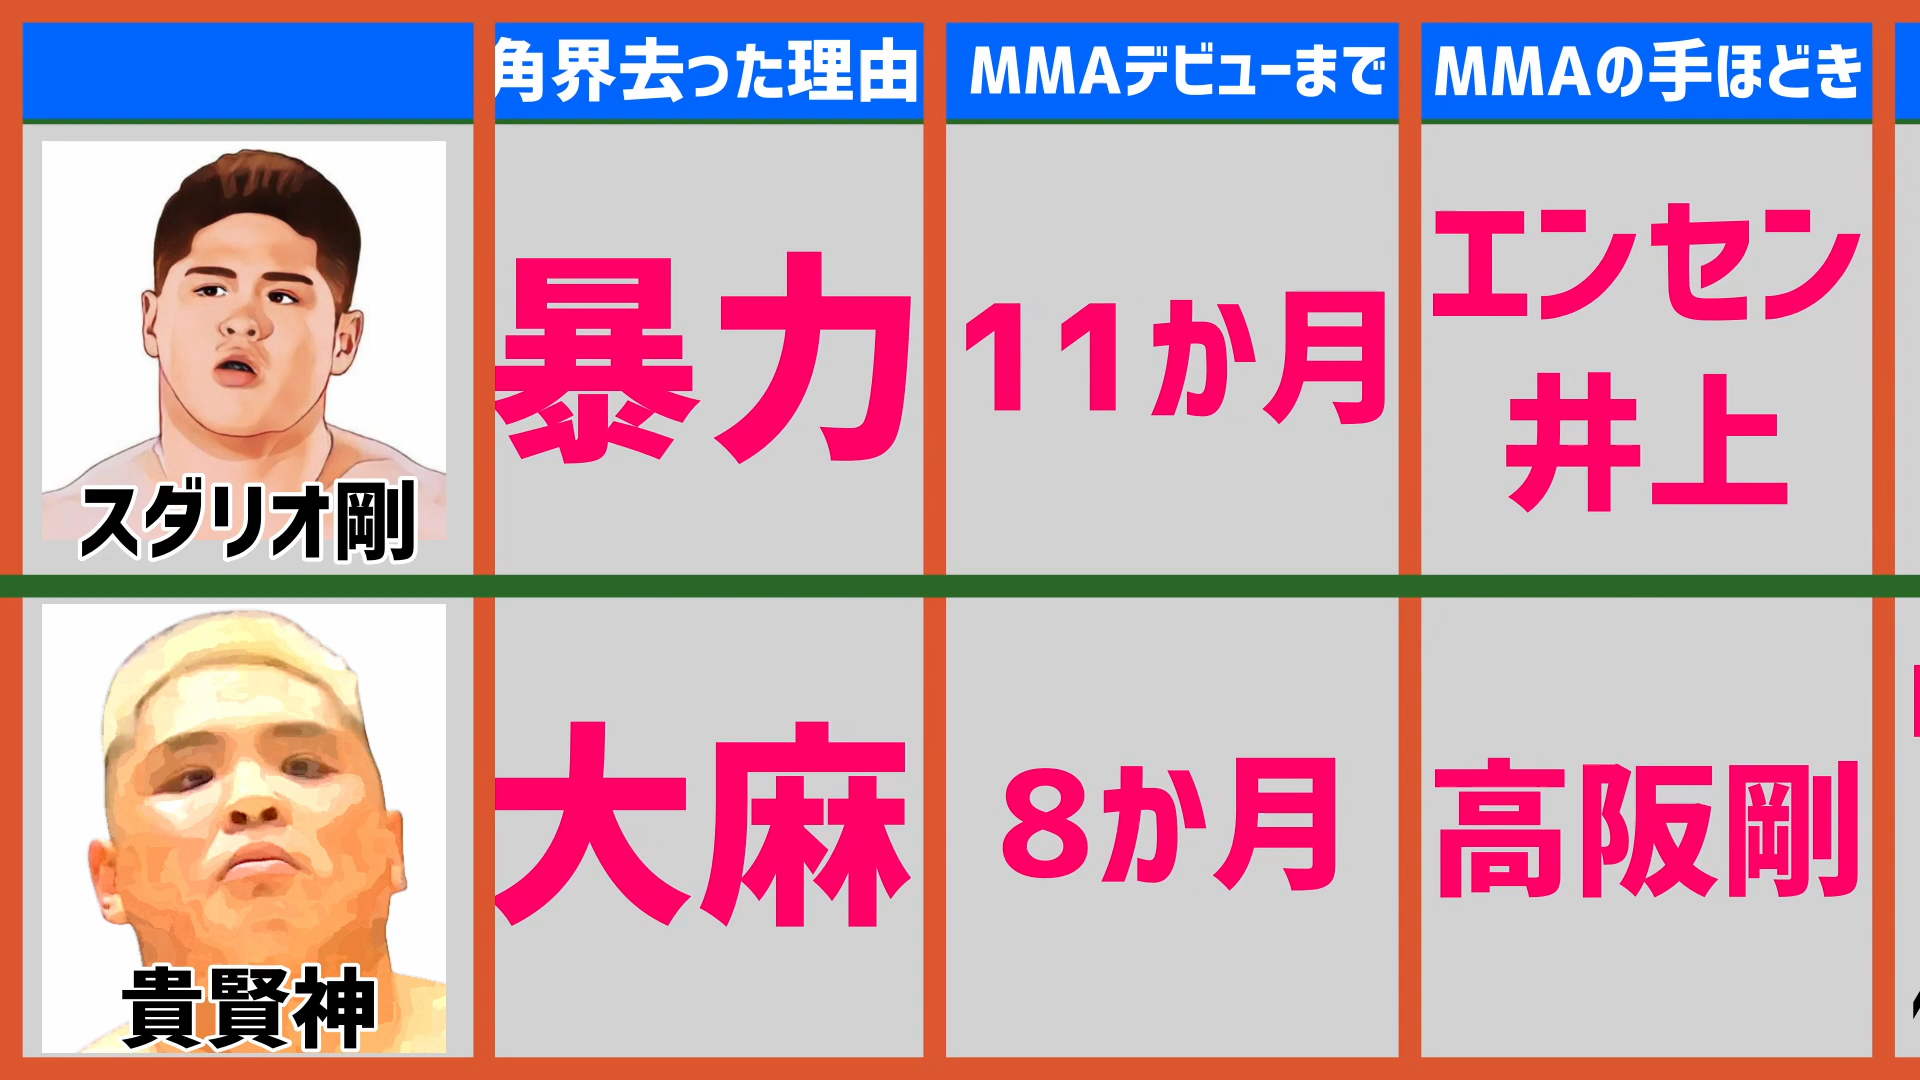 角界去った理由
MMAデビューまで
MMAの手ほどき
スダリオ剛
暴力
11か月
エンセン
井上
貴賢神
大麻
8か月
高阪剛